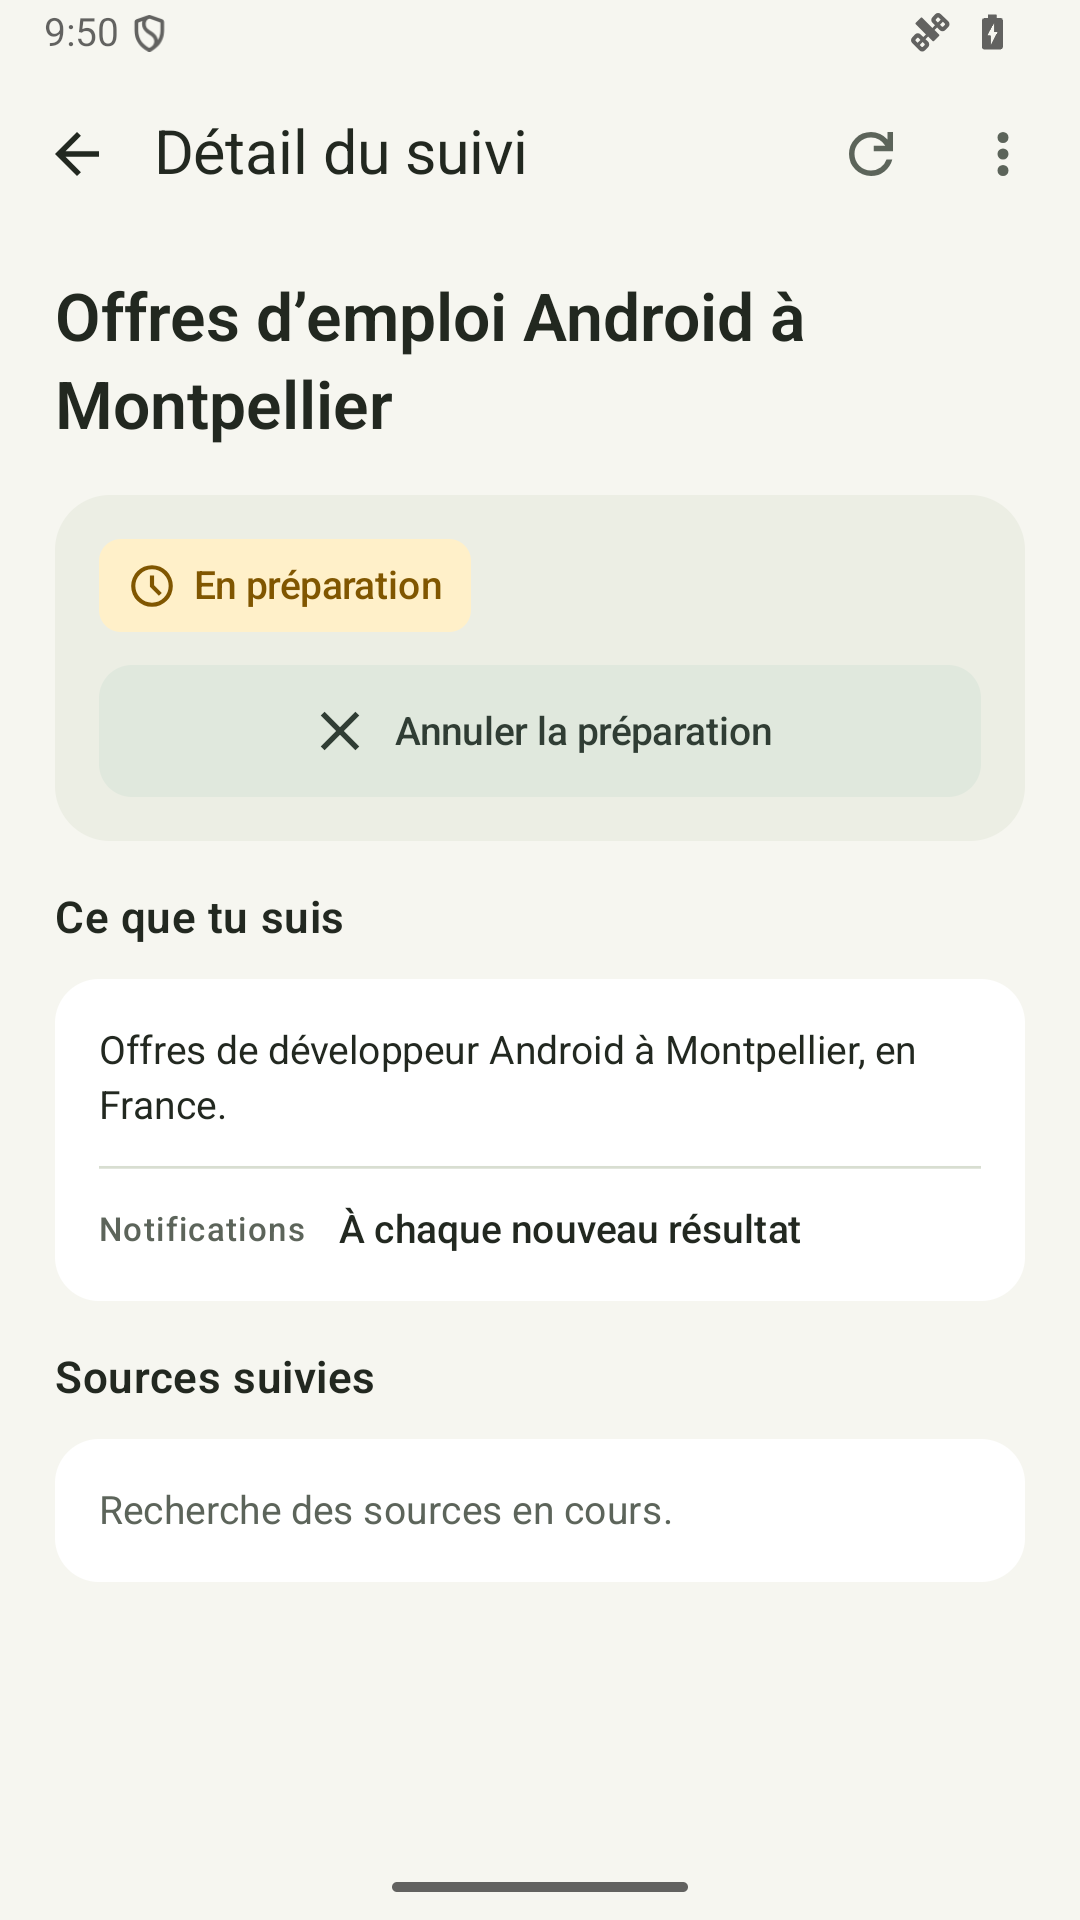 9:50
Détail du suivi
Offres d’emploi Android à
Montpellier
En préparation
Annuler la préparation
Ce que tu suis
Offres de développeur Android à Montpellier, en
France.
Notifications À chaque nouveau résultat
Sources suivies
Recherche des sources en cours.